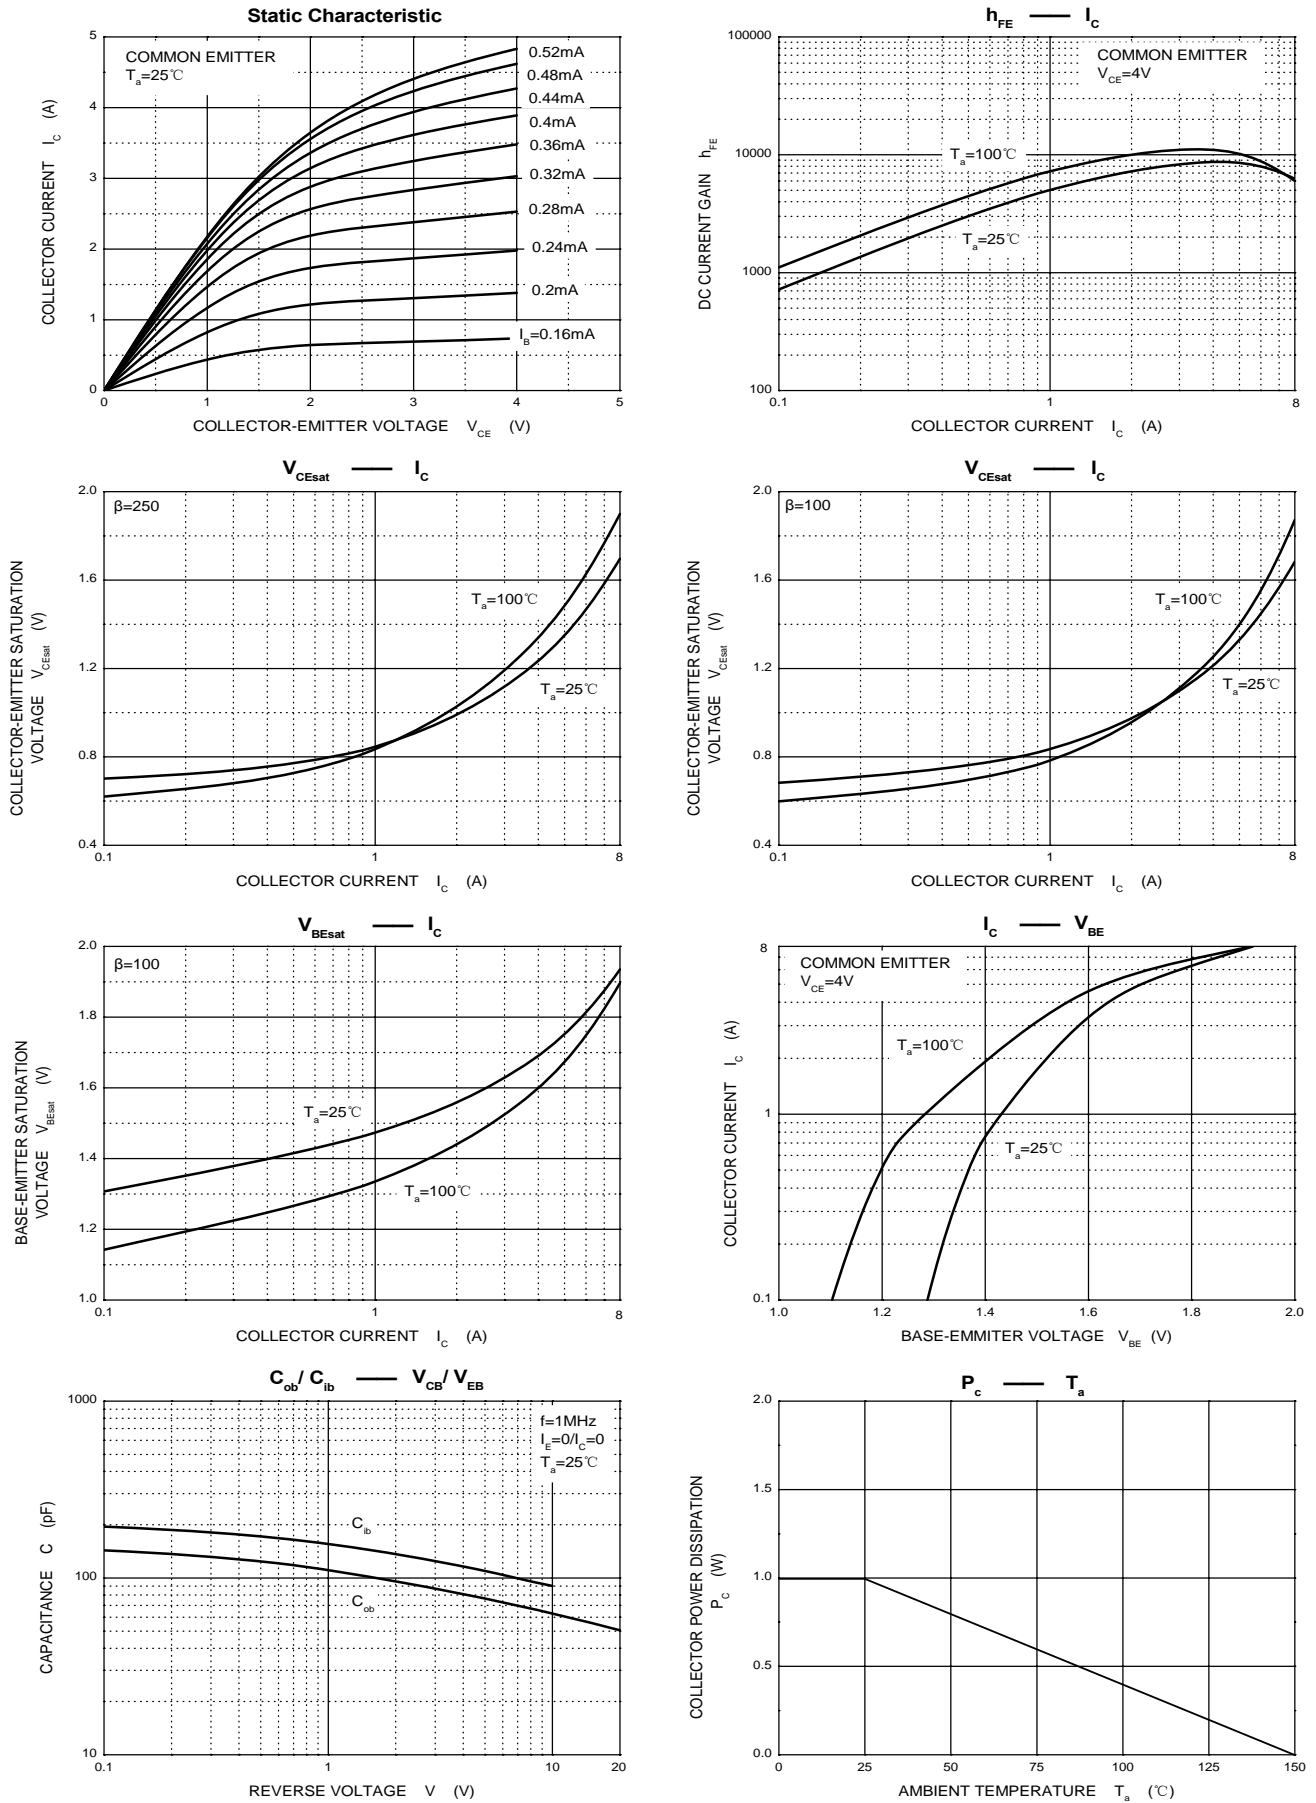 Static Characteristic
COMMON EMITTER
Ta=25℃
0.52mA
0.48mA
0.44mA
0.4mA
0.36mA
0.32mA
0.28mA
0.24mA
0.2mA
IB=0.16mA
5
4
3
2
1
0
0 1 2 3 4 5
COLLECTOR CURRENT IC (A)
COLLECTOR-EMITTER VOLTAGE VCE (V)
hFE —— IC
COMMON EMITTER
VCE=4V
Ta=100℃
Ta=25℃
100000
10000
1000
100
0.1 1 8
DC CURRENT GAIN hFE
COLLECTOR CURRENT IC (A)
VCEsat —— IC
β=250
Ta=100℃
Ta=25℃
2.0
1.6
1.2
0.8
0.4
0.1 1 8
COLLECTOR-EMITTER SATURATION
VOLTAGE VCEsat (V)
COLLECTOR CURRENT IC (A)
VCEsat —— IC
β=100
Ta=100℃
Ta=25℃
2.0
1.6
1.2
0.8
0.4
0.1 1 8
COLLECTOR-EMITTER SATURATION
VOLTAGE VCEsat (V)
COLLECTOR CURRENT IC (A)
VBEsat —— IC
β=100
Ta=25℃
Ta=100℃
2.0
1.8
1.6
1.4
1.2
1.0
0.1 1 8
BASE-EMITTER SATURATION
VOLTAGE VBEsat (V)
COLLECTOR CURRENT IC (A)
IC —— VBE
COMMON EMITTER
VCE=4V
Ta=100℃
Ta=25℃
8
1
0.1
1.0 1.2 1.4 1.6 1.8 2.0
COLLECTOR CURRENT IC (A)
BASE-EMMITER VOLTAGE VBE (V)
Cob/ Cib —— VCB/ VEB
f=1MHz
IE=0/IC=0
Ta=25℃
Cib
Cob
1000
100
10
0.1 1 10 20
CAPACITANCE C (pF)
REVERSE VOLTAGE V (V)
Pc —— Ta
2.0
1.5
1.0
0.5
0.0
0 25 50 75 100 125 150
COLLECTOR POWER DISSIPATION
PC (W)
AMBIENT TEMPERATURE Ta (℃)